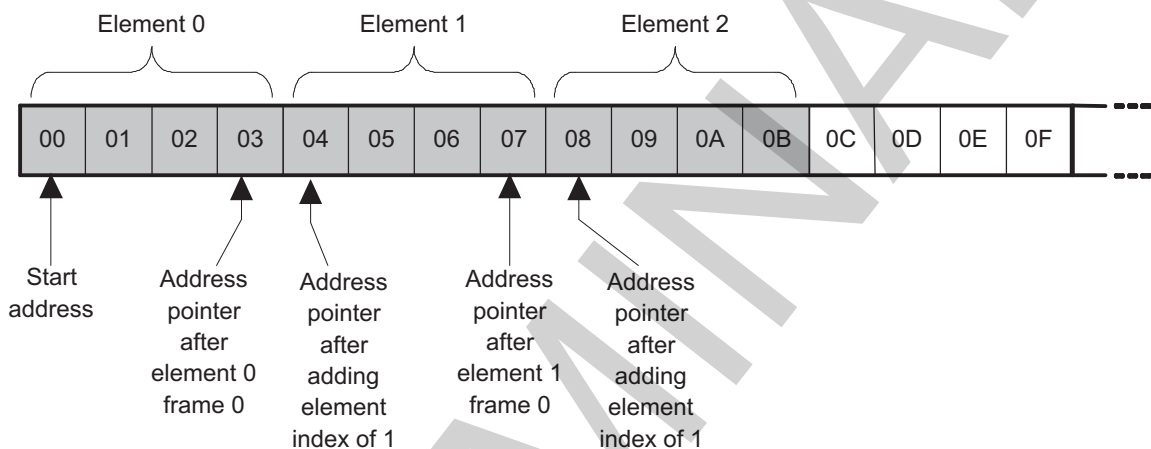 Element 0
Element 1
Element 2
00 01 02 03 04 05 06 07 08 09 0A 0B 0C 0D 0E 0F
Start
address
Address
pointer
after
element 0
frame 0
Address
pointer
after
adding
element
index of 1
Address
pointer
after
element 1
frame 0
Address
pointer
after
adding
element
index of 1